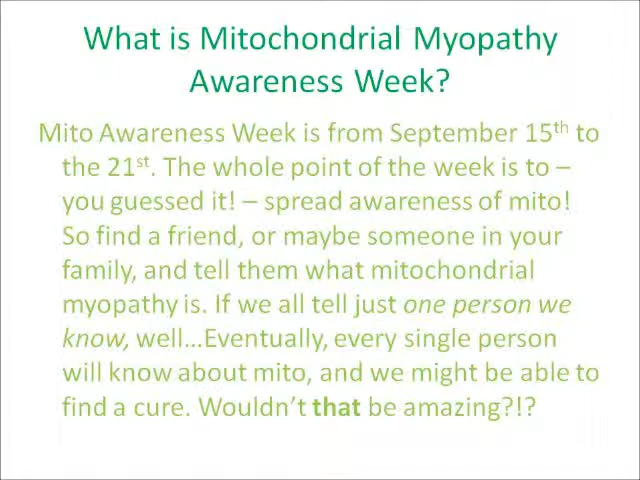 What is Mitochondrial Myopathy
Awareness Week?
Mito Awareness Week is from September 15th to
the 21st. The whole point of the week is to –
you guessed it! – spread awareness of mito!
So find a friend, or maybe someone in your
family, and tell them what mitochondrial
myopathy is. If we all tell just one person we
know, well…Eventually, every single person
will know about mito, and we might be able to
find a cure. Wouldn’t that be amazing?!?